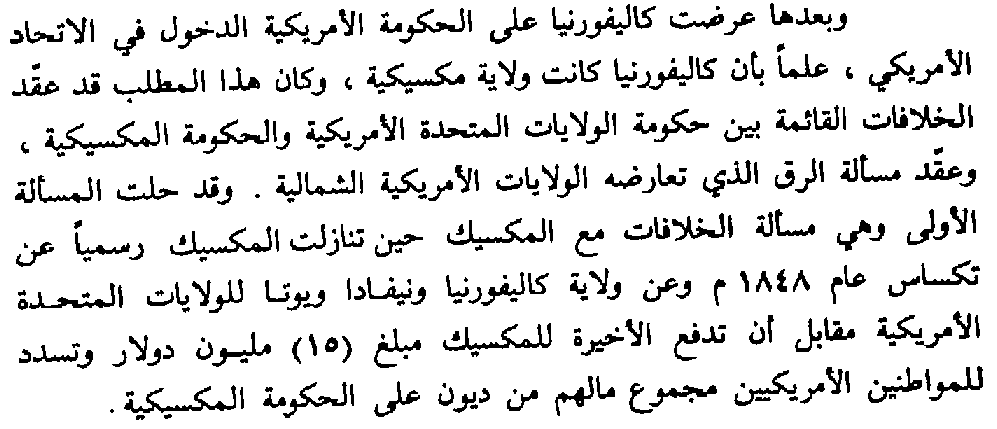 وبعدها عرضت كاليفورنيا على الحكومة الأمريكية الدخول في الاتحاد
الأمريكي ، علماً بأن كاليفورنيا كانت ولاية مكسيكية ، وكان هذا المطلب قد عقّد
الخلافات القائمة بين حكومة الولايات المتحدة الأمريكية والحكومة المكسيكية ،
وعقّد مسألة الرق الذي تعارضه الولايات الأمريكية الشمالية . وقد حلت المسألة
الأولى وهي مسألة الخلافات مع المكسيك حين تنازلت المكسيك رسمياً عن
تكساس عام ١٨٤٨ م وعن ولاية كاليفورنيا ونيفادا ويوتا للولايات المتحدة
الأمريكية مقابل أن تدفع الأخيرة للمكسيك مبلغ (١٥) مليون دولار وتسدد
للمواطنين الأمريكيين مجموع مالهم من ديون على الحكومة المكسيكية .